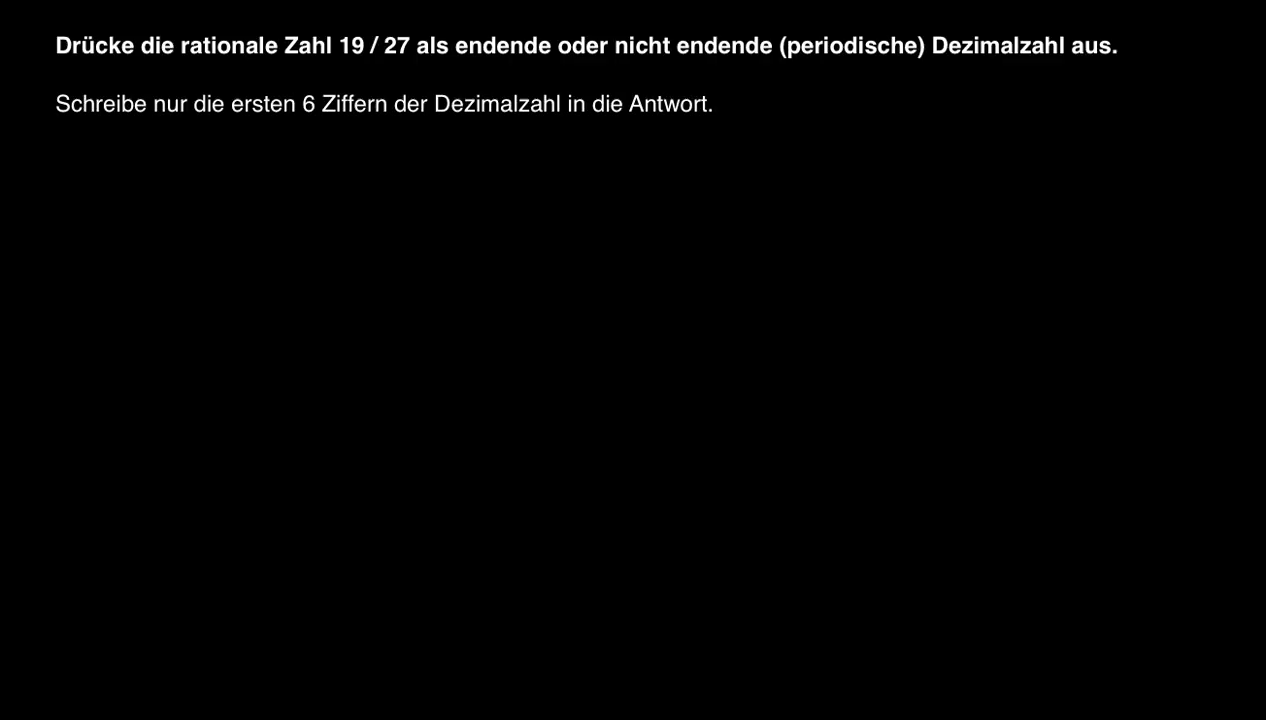 Drücke die rationale Zahl 19 / 27 als endende oder nicht endende (periodische) Dezimalzahl aus.
Schreibe nur die ersten 6 Ziffern der Dezimalzahl in die Antwort.